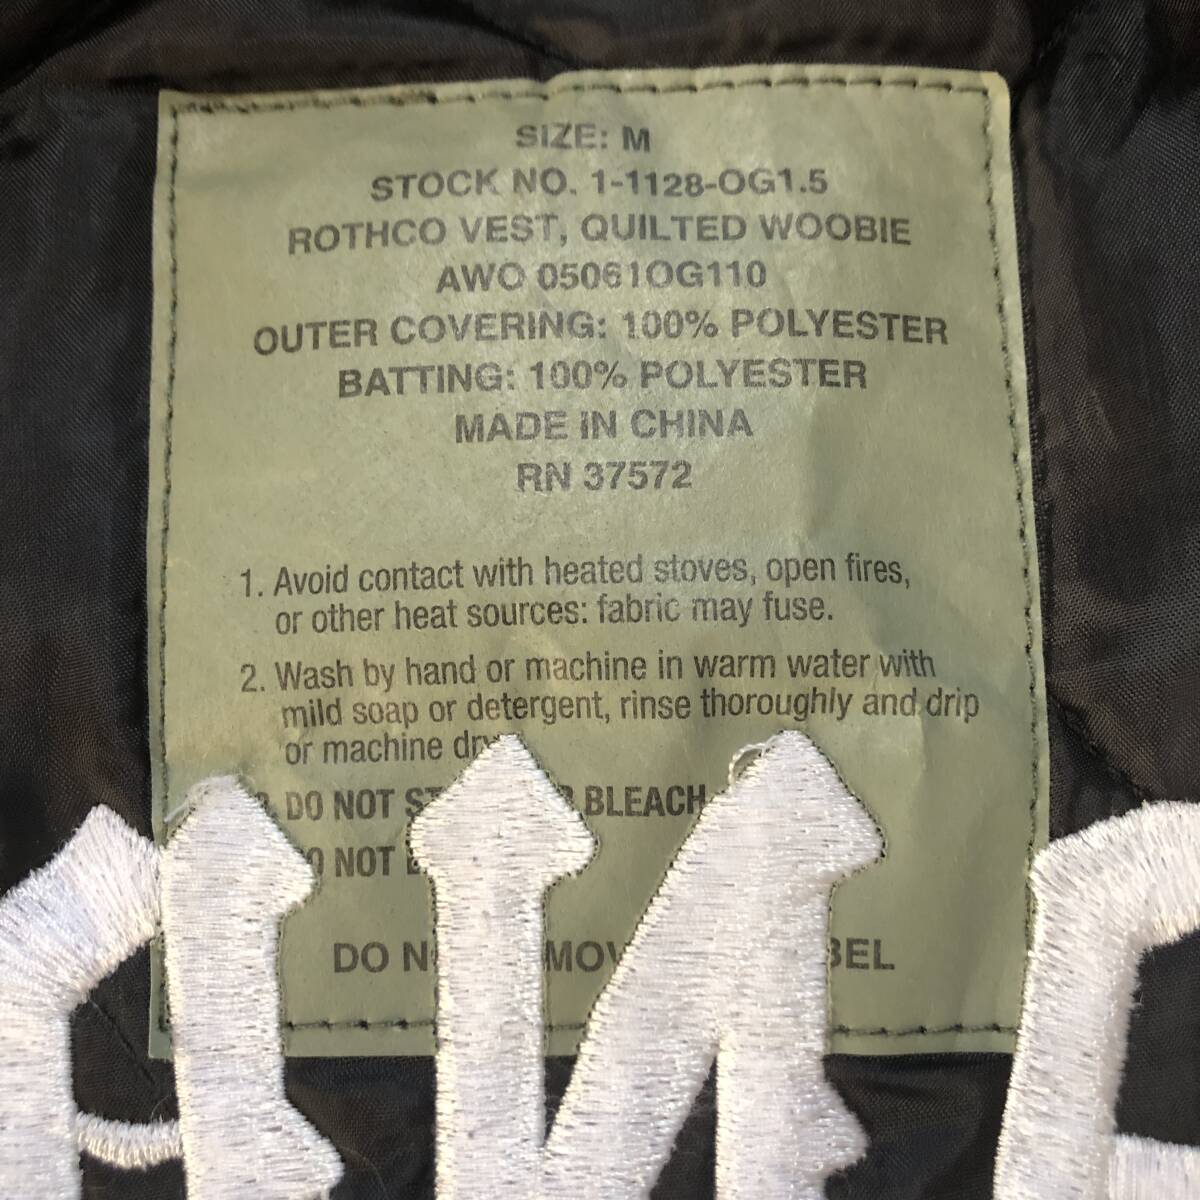 SIZE: M
STOCK NO. 1-1128-OG1.5
ROTHCO VEST, QUILTED WOOBIE
AWO 05061OG110
OUTER COVERING: 100% POLYESTER
BATTING: 100% POLYESTER
MADE IN CHINA
RN 37572
1. Avoid contact with heated stoves, open fires,
or other heat sources: fabric may fuse.
2. Wash by hand or machine in warm water with
mild soap or detergent, rinse thoroughly and drip
or machine dry
DO NOT BLEACH
NOT
DO